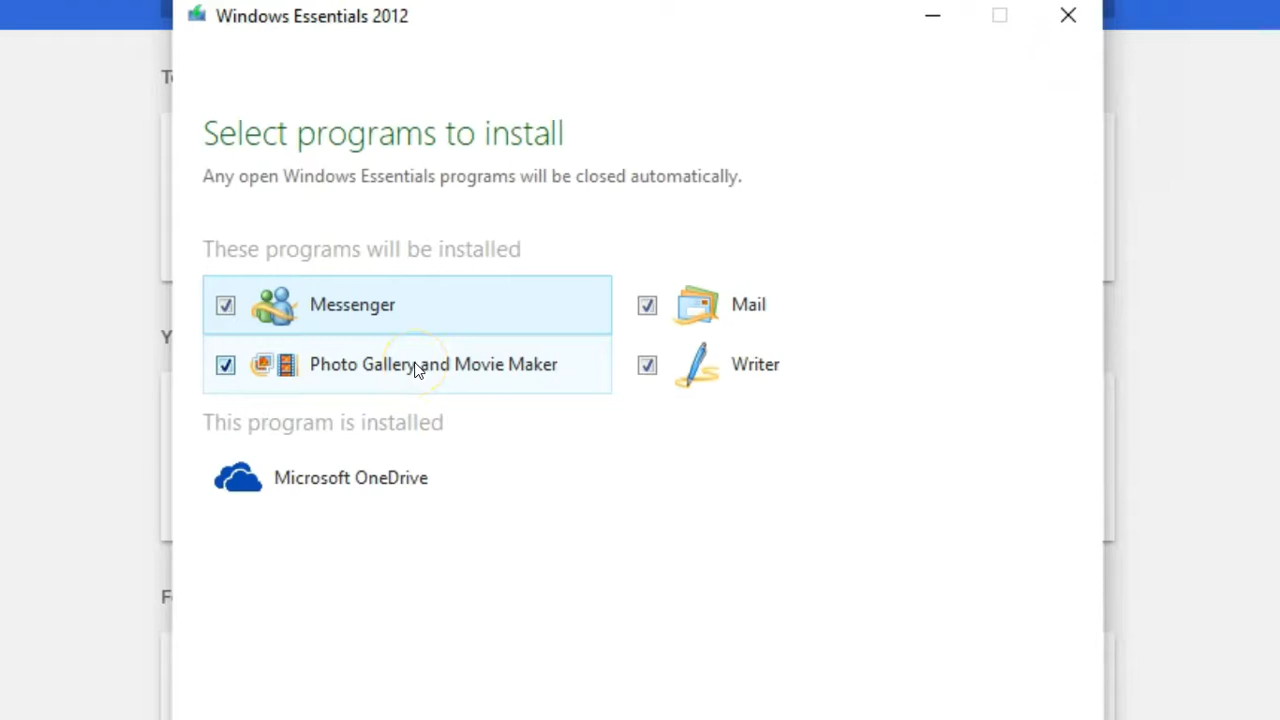 Windows Essentials 2012
T
Select programs to install
Any open Windows Essentials programs will be closed automatically.
These programs will be installed
Messenger
Mail
Y
Photo Gallery and Movie Maker
Writer
This program is installed
Microsoft OneDrive
F